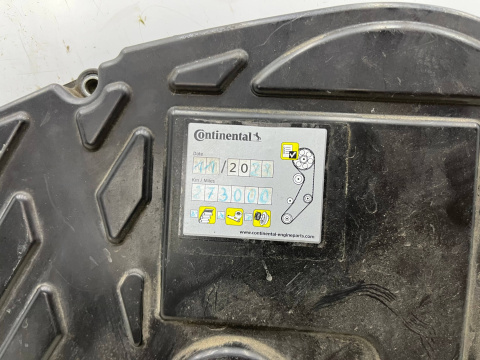 Continental
Date
/20
Km / Miles
273000
www.continental-engineparts.com